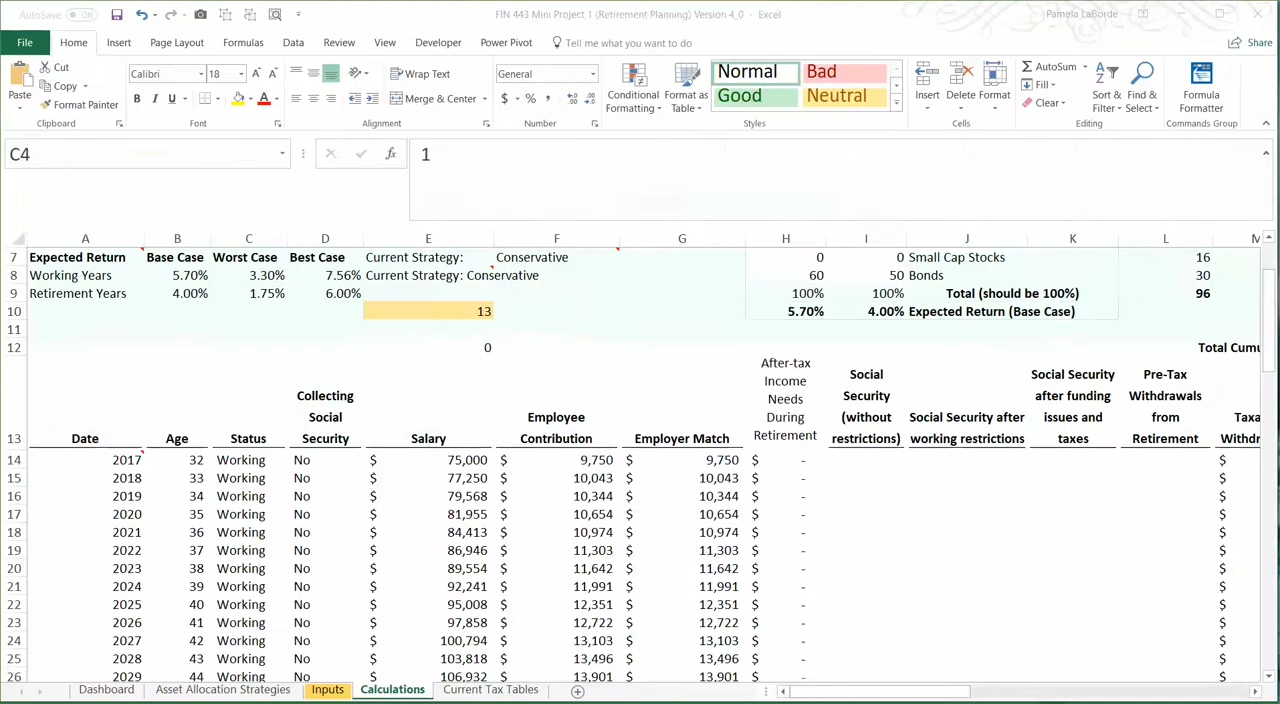 AutoSave Off FIN 443 Mini Project 1 (Retirement Planning) Version 4_0 - Excel Pamela LaBorde
File Home Insert Page Layout Formulas Data Review View Developer Power Pivot Tell me what you want to do Share
Cut Calibri 18 A A Wrap Text General Normal Bad AutoSum
Paste Copy Conditional Formatting Format as Table Insert Delete Format Fill Sort & Filter Find & Select Formula Formatter
Format Painter B I U A Merge & Center $ % , Good Neutral Clear
Clipboard Font Alignment Number Styles Cells Editing Commands Group
C4 fx 1
A B C D E F G H I J K L M
7 Expected Return Base Case Worst Case Best Case Current Strategy: Conservative 0 0 Small Cap Stocks 16
8 Working Years 5.70% 3.30% 7.56% Current Strategy: Conservative 60 50 Bonds 30
9 Retirement Years 4.00% 1.75% 6.00% 100% 100% Total (should be 100%) 96
10 13 5.70% 4.00% Expected Return (Base Case)
11
12 0 Total Cumu
13 Date Age Status Collecting Social Security Salary Employee Contribution Employer Match After-tax Income Needs During Retirement Social Security (without restrictions) Social Security after working restrictions Social Security after funding issues and taxes Pre-Tax Withdrawals from Retirement Taxa Withdr
14 2017 32 Working No $ 75,000 $ 9,750 $ 9,750 $ - $
15 2018 33 Working No $ 77,250 $ 10,043 $ 10,043 $ - $
16 2019 34 Working No $ 79,568 $ 10,344 $ 10,344 $ - $
17 2020 35 Working No $ 81,955 $ 10,654 $ 10,654 $ - $
18 2021 36 Working No $ 84,413 $ 10,974 $ 10,974 $ - $
19 2022 37 Working No $ 86,946 $ 11,303 $ 11,303 $ - $
20 2023 38 Working No $ 89,554 $ 11,642 $ 11,642 $ - $
21 2024 39 Working No $ 92,241 $ 11,991 $ 11,991 $ - $
22 2025 40 Working No $ 95,008 $ 12,351 $ 12,351 $ - $
23 2026 41 Working No $ 97,858 $ 12,722 $ 12,722 $ - $
24 2027 42 Working No $ 100,794 $ 13,103 $ 13,103 $ - $
25 2028 43 Working No $ 103,818 $ 13,496 $ 13,496 $ - $
26 2029 44 Working No $ 106,932 $ 13,901 $ 13,901 $ - $
Dashboard Asset Allocation Strategies Inputs Calculations Current Tax Tables